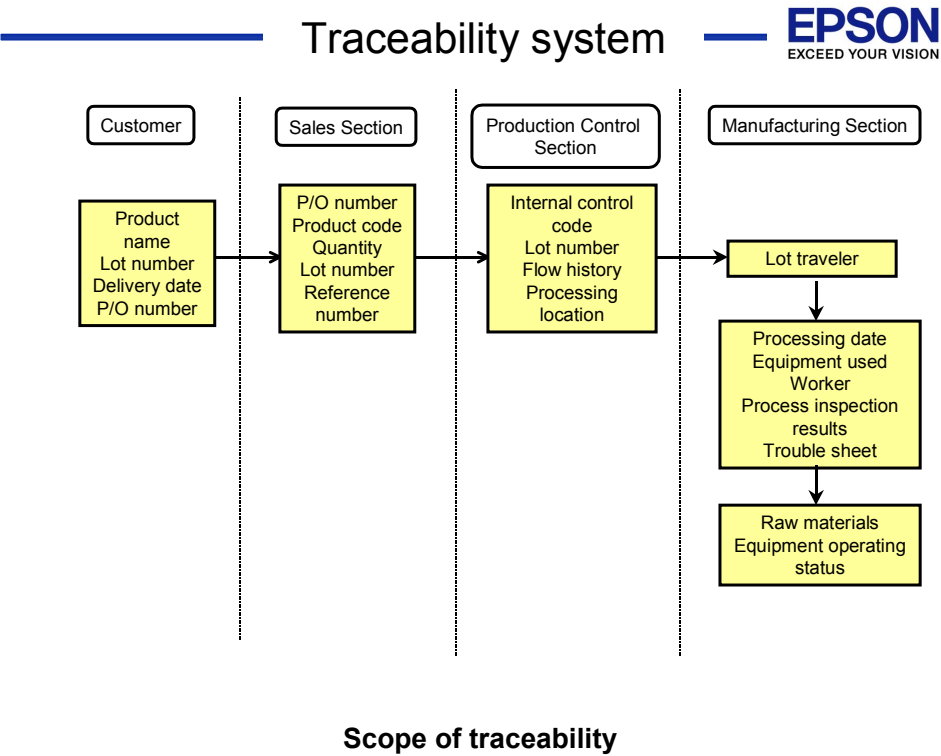 Traceability system
EPSON
EXCEED YOUR VISION
Customer
Sales Section
Production Control
Section
Manufacturing Section
Product
name
Lot number
Delivery date
P/O number
P/O number
Product code
Quantity
Lot number
Reference
number
Internal control
code
Lot number
Flow history
Processing
location
Lot traveler
Processing date
Equipment used
Worker
Process inspection
results
Trouble sheet
Raw materials
Equipment operating
status
Scope of traceability